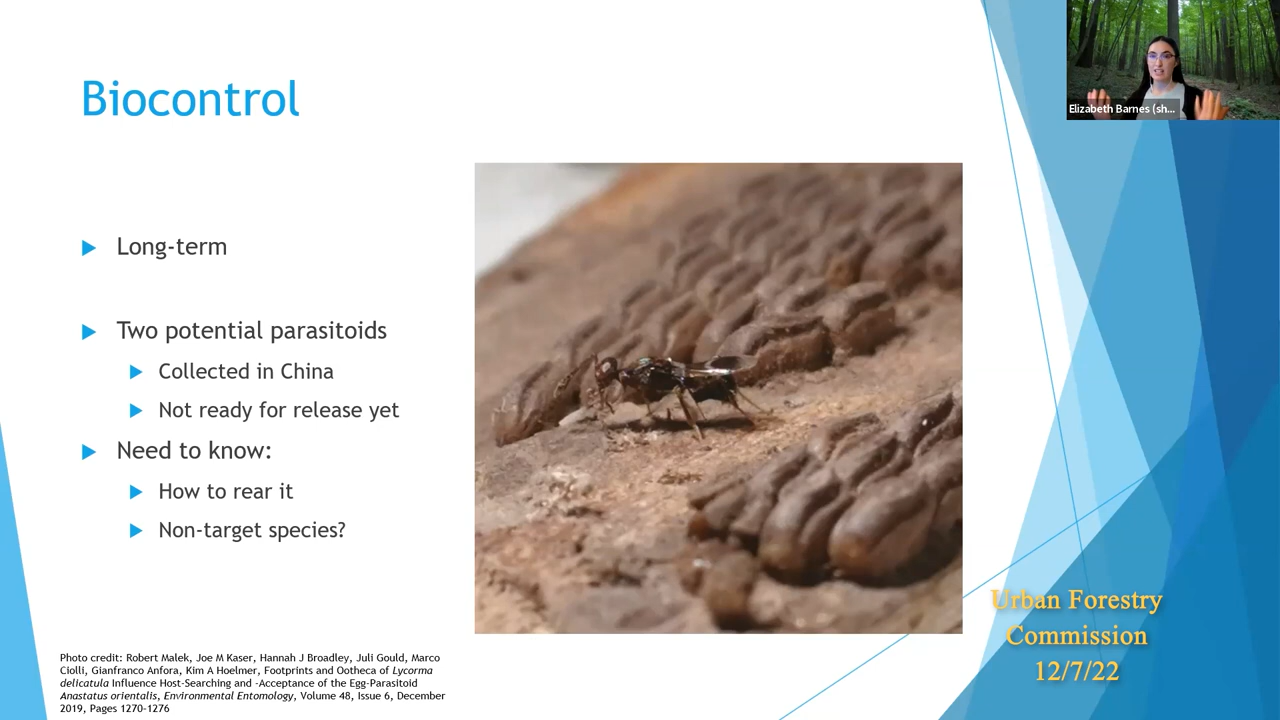 Biocontrol
Long-term
Two potential parasitoids
Collected in China
Not ready for release yet
Need to know:
How to rear it
Non-target species?
Photo credit: Robert Malek, Joe M Kaser, Hannah J Broadley, Juli Gould, Marco
Ciolli, Gianfranco Anfora, Kim A Hoelmer, Footprints and Ootheca of Lycorma
delicatula Influence Host-Searching and -Acceptance of the Egg-Parasitoid
Anastatus orientalis, Environmental Entomology, Volume 48, Issue 6, December
2019, Pages 1270–1276
Elizabeth Barnes (sh...
Urban Forestry
Commission
12/7/22